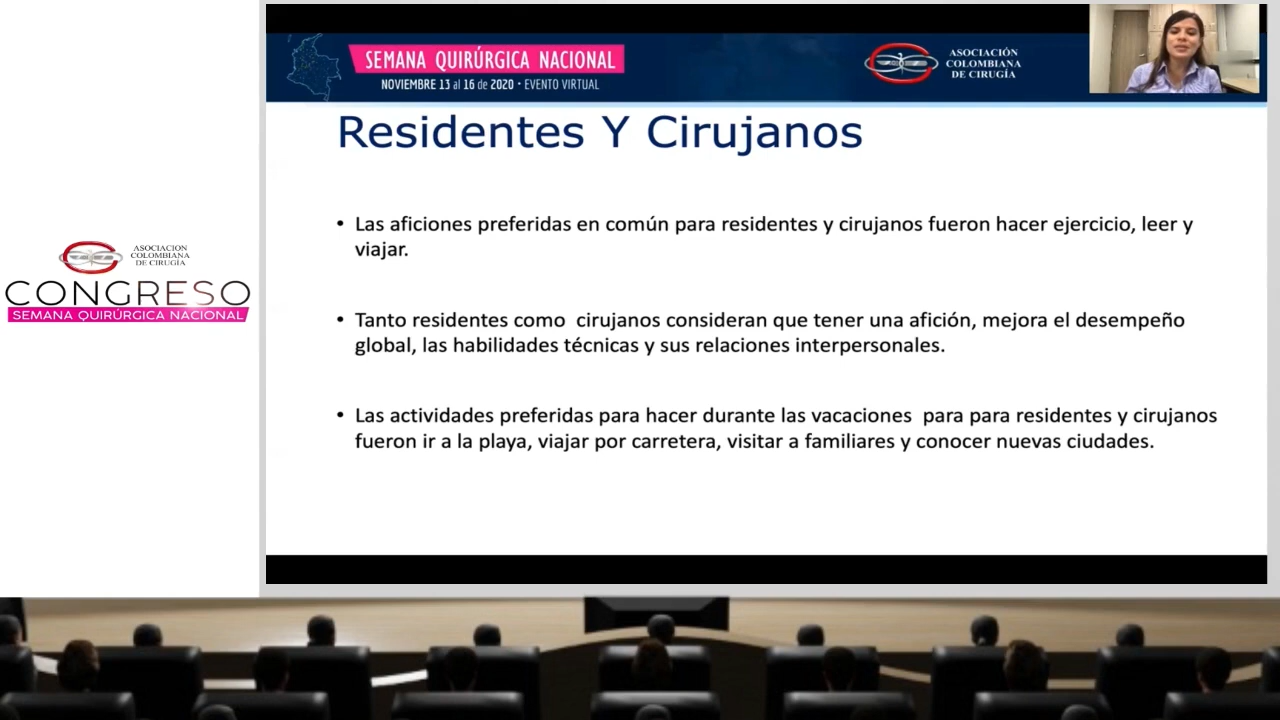 SEMANA QUIRÚRGICA NACIONAL
NOVIEMBRE 13 al 16 de 2020 • EVENTO VIRTUAL
ASOCIACIÓN
COLOMBIANA
DE CIRUGÍA
Residentes Y Cirujanos
• Las aficiones preferidas en común para residentes y cirujanos fueron hacer ejercicio, leer y
viajar.
• Tanto residentes como cirujanos consideran que tener una afición, mejora el desempeño
global, las habilidades técnicas y sus relaciones interpersonales.
• Las actividades preferidas para hacer durante las vacaciones para para residentes y cirujanos
fueron ir a la playa, viajar por carretera, visitar a familiares y conocer nuevas ciudades.
ASOCIACION
COLOMBIANA
DE CIRUGÍA
CONGRESO
SEMANA QUIRÚRGICA NACIONAL